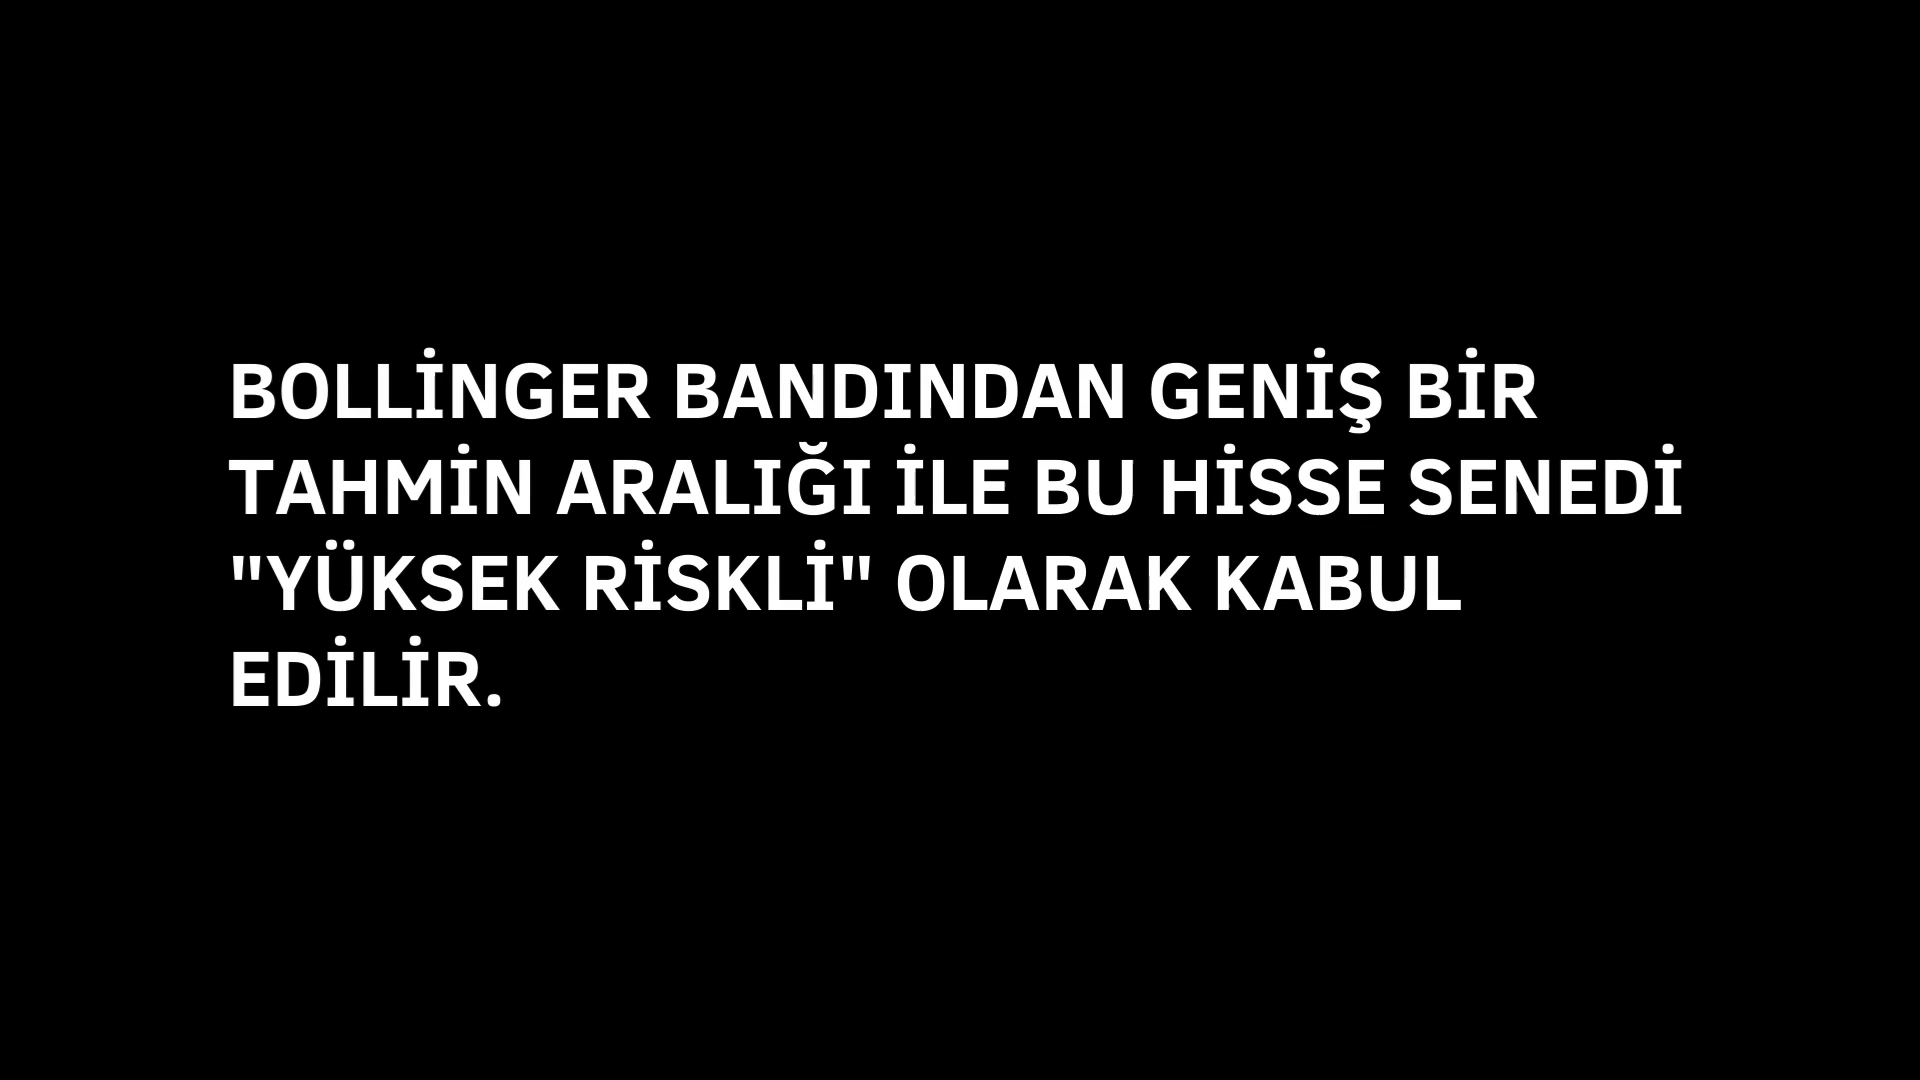 BOLLİNGER BANDINDAN GENİŞ BİR
TAHMİN ARALIĞI İLE BU HİSSE SENEDİ
"YÜKSEK RİSKLİ" OLARAK KABUL
EDİLİR.